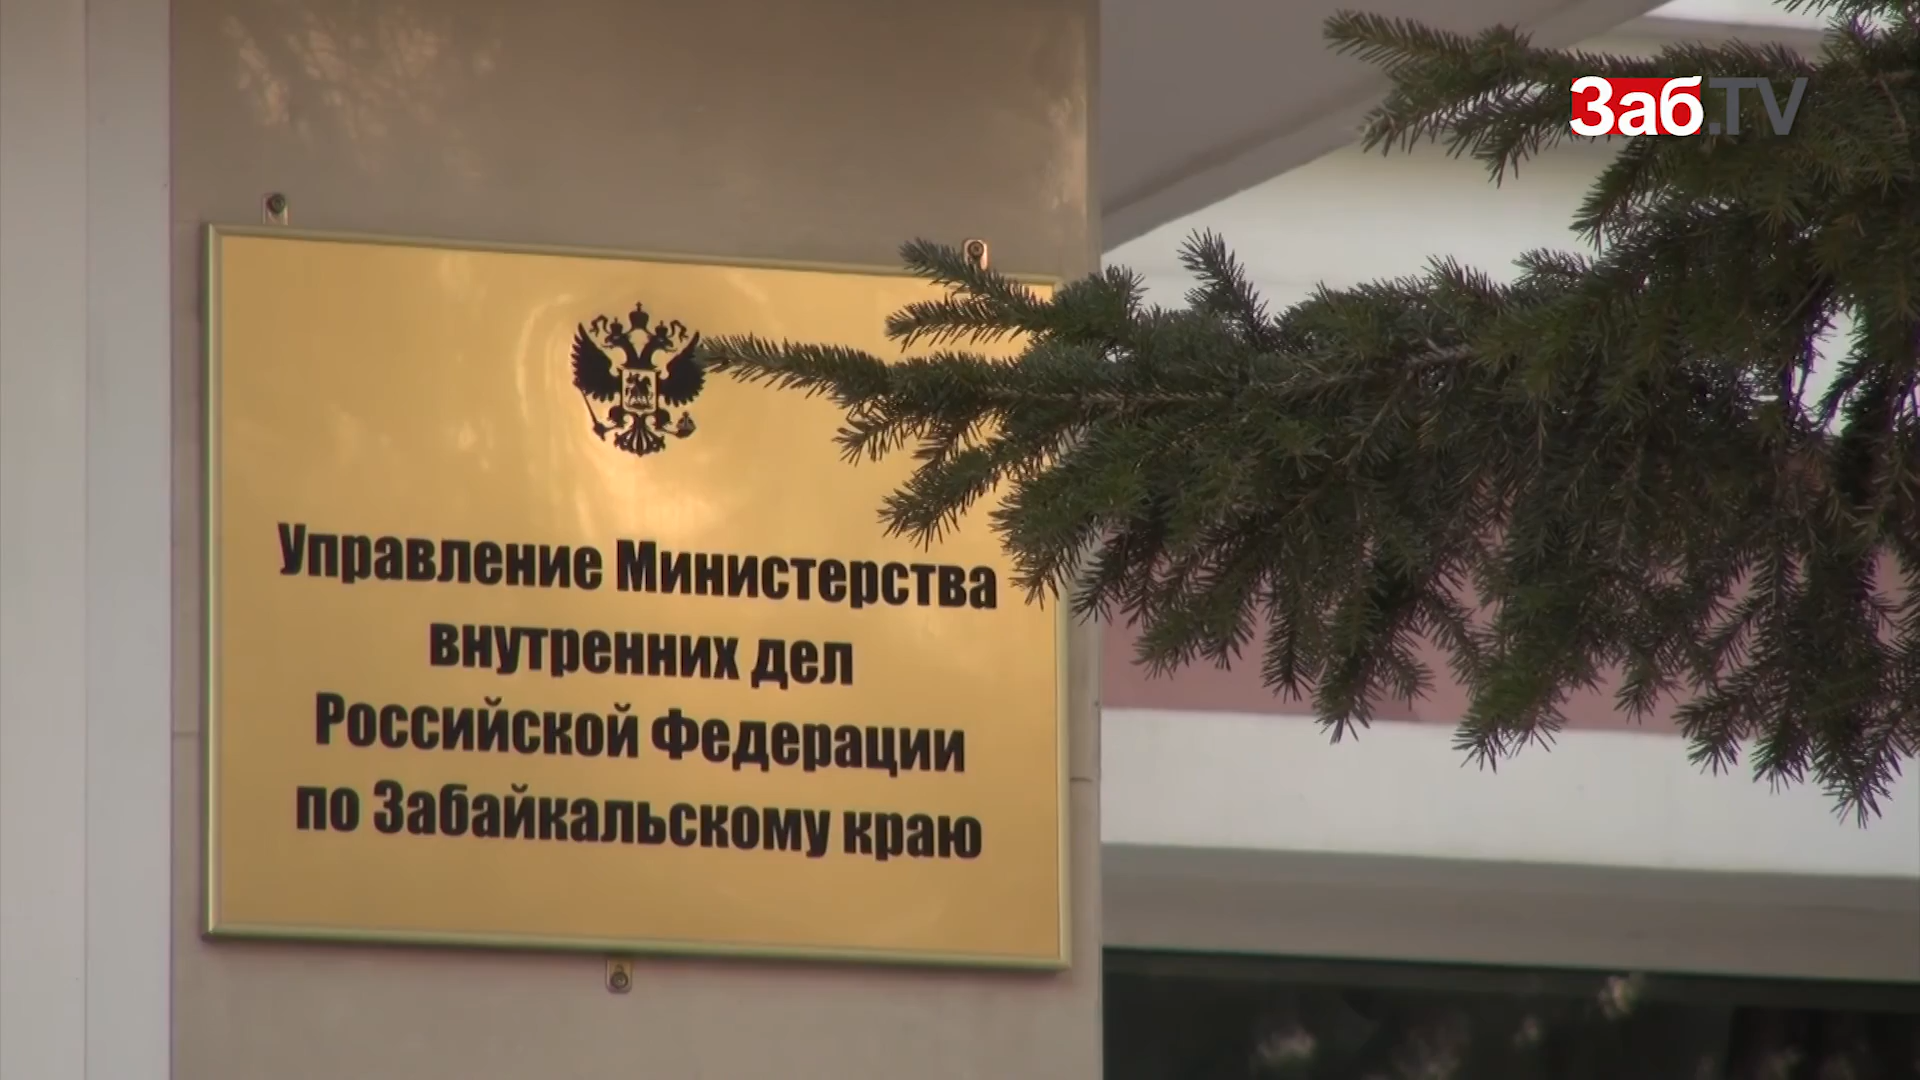 Заб.TV
Управление Министерства
внутренних дел
Российской Федерации
по Забайкальскому краю